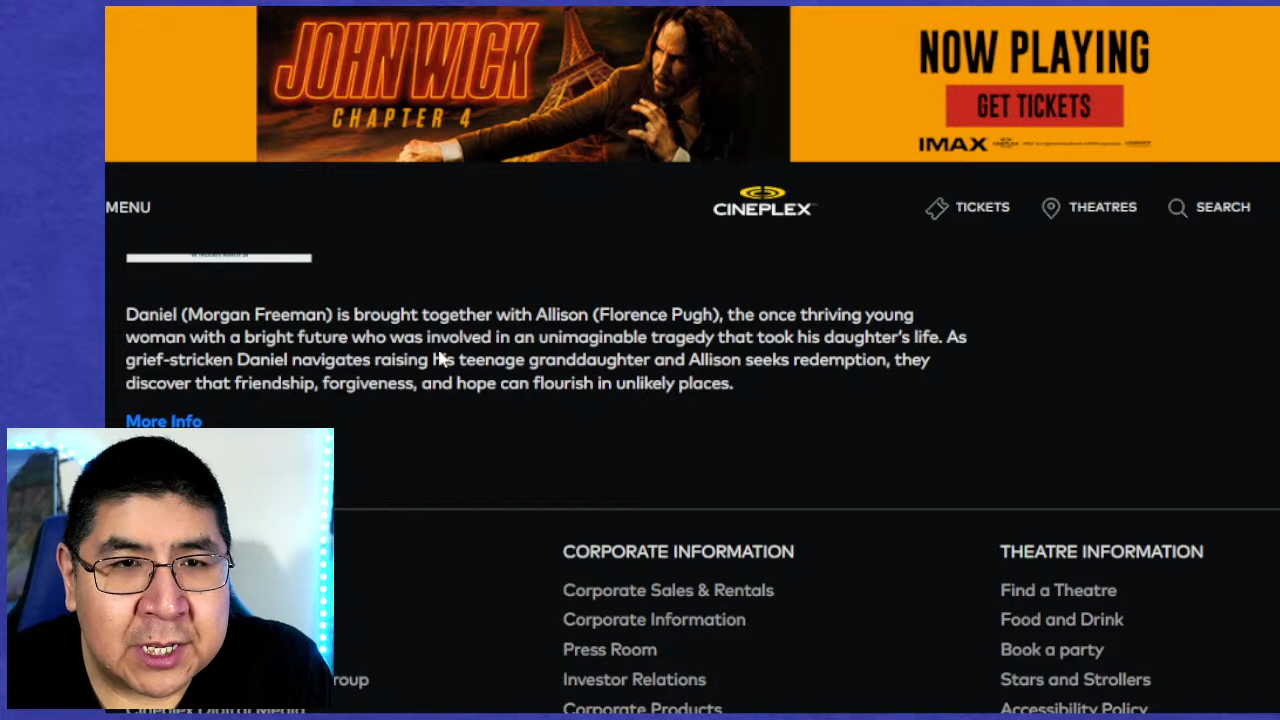 JOHN WICK
CHAPTER 4
NOW PLAYING
GET TICKETS
IMAX
MENU
CINEPLEX
TICKETS
THEATRES
SEARCH
Daniel (Morgan Freeman) is brought together with Allison (Florence Pugh), the once thriving young
woman with a bright future who was involved in an unimaginable tragedy that took his daughter's life. As
grief-stricken Daniel navigates raising his teenage granddaughter and Allison seeks redemption, they
discover that friendship, forgiveness, and hope can flourish in unlikely places.
More Info
roup
Cineplex Digital Media
CORPORATE INFORMATION
Corporate Sales & Rentals
Corporate Information
Press Room
Investor Relations
Corporate Products
THEATRE INFORMATION
Find a Theatre
Food and Drink
Book a party
Stars and Strollers
Accessibility Policy